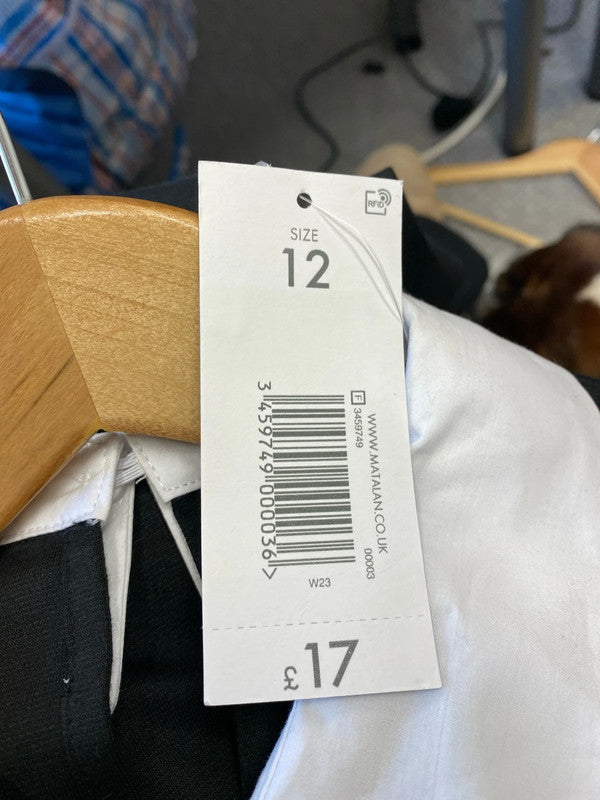 RFID
SIZE
12
WWW.MATALAN.CO.UK
F 3459749
00003
3 459749 000036>
W23
£17